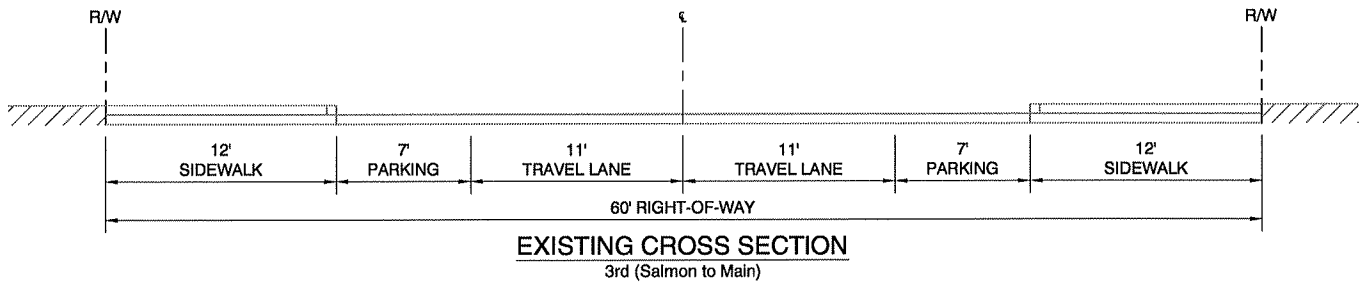 R/W
℄
R/W
12'
SIDEWALK
7'
PARKING
11'
TRAVEL LANE
11'
TRAVEL LANE
7'
PARKING
12'
SIDEWALK
60' RIGHT-OF-WAY
EXISTING CROSS SECTION
3rd (Salmon to Main)